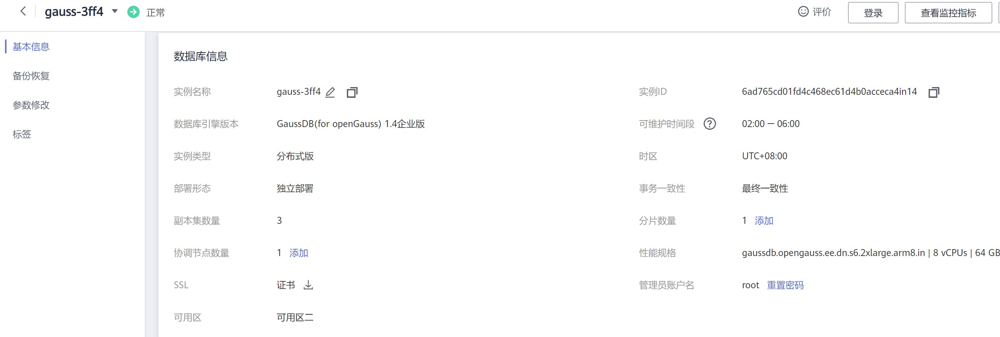 gauss-3ff4 正常 评价 登录 查看监控指标
基本信息
备份恢复
参数修改
标签
数据库信息
实例名称 gauss-3ff4 实例ID 6ad765cd01fd4c468ec61d4b0acceca4in14
数据库引擎版本 GaussDB(for openGauss) 1.4企业版 可维护时间段 02:00 — 06:00
实例类型 分布式版 时区 UTC+08:00
部署形态 独立部署 事务一致性 最终一致性
副本集数量 3 分片数量 1 添加
协调节点数量 1 添加 性能规格 gaussdb.opengauss.ee.dn.s6.2xlarge.arm8.in | 8 vCPUs | 64 GB
SSL 证书 管理员账户名 root 重置密码
可用区 可用区二